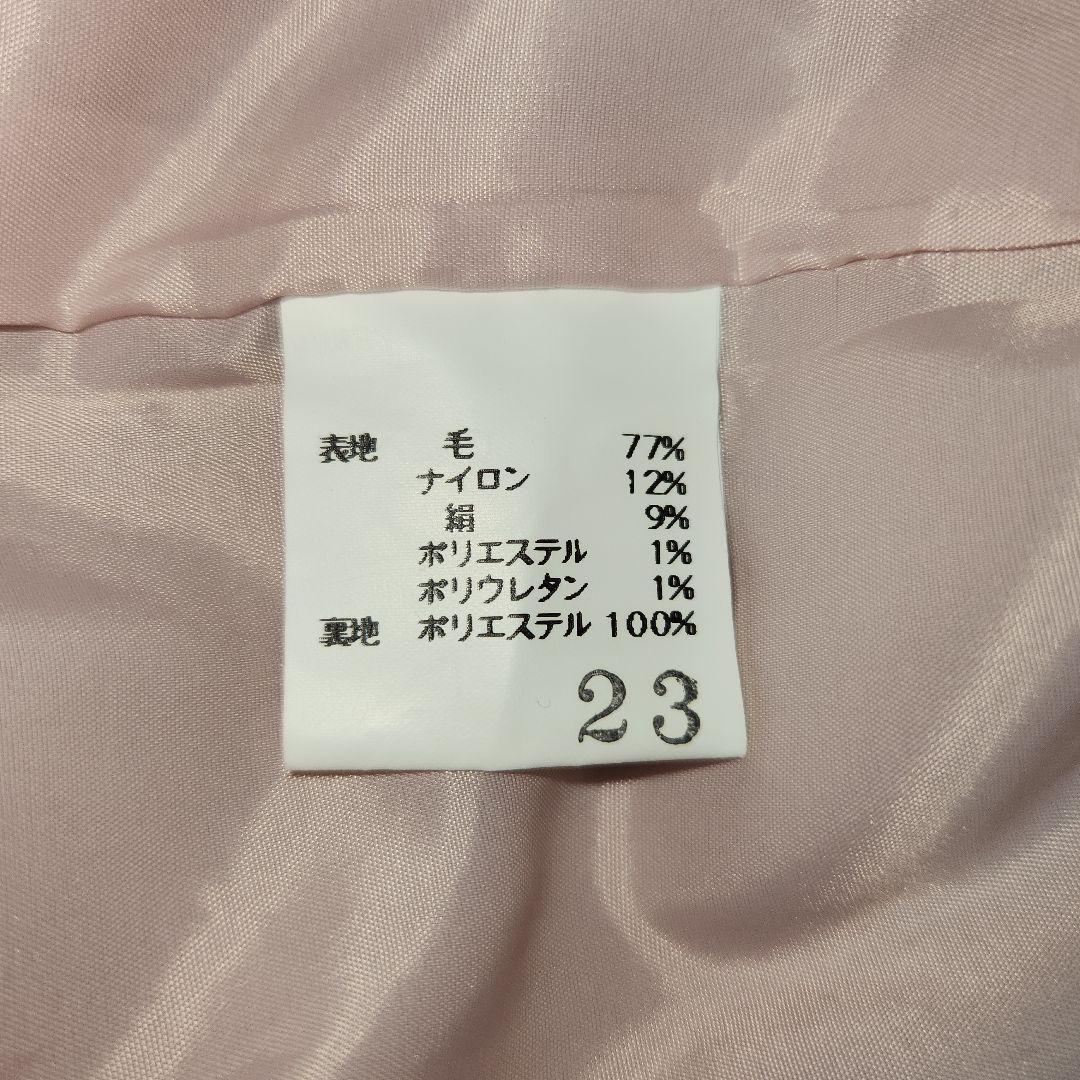 表地 毛 77%
ナイロン 12%
絹 9%
ポリエステル 1%
ポリウレタン 1%
裏地 ポリエステル 100%
23